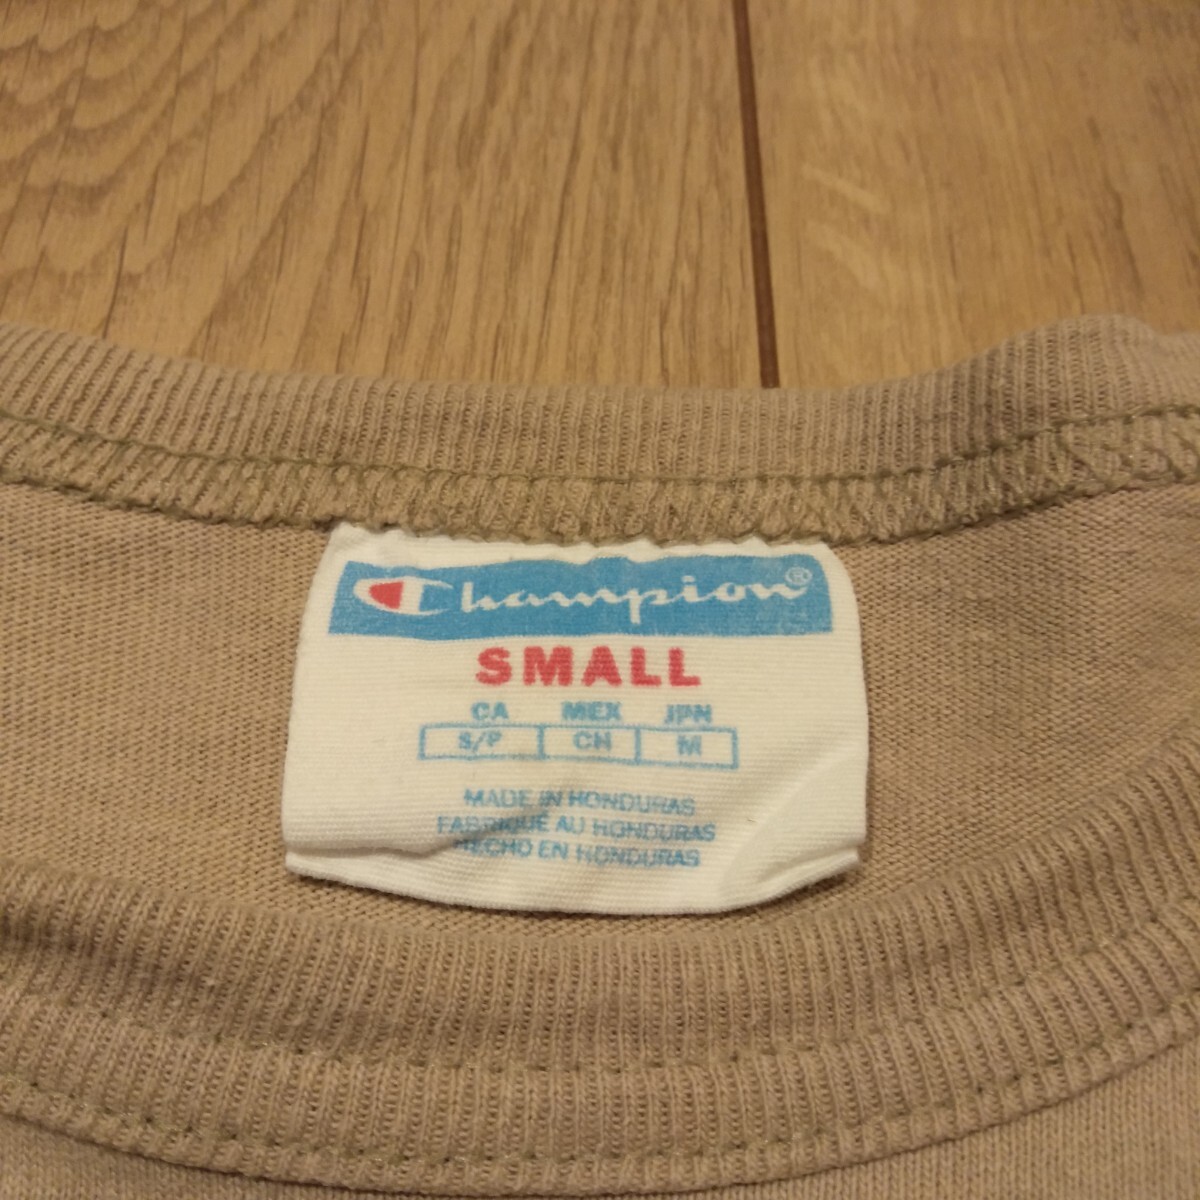 Champion®
SMALL
CA MEX JPN
S/P CH M
MADE IN HONDURAS
FABRIQUÉ AU HONDURAS
HECHO EN HONDURAS